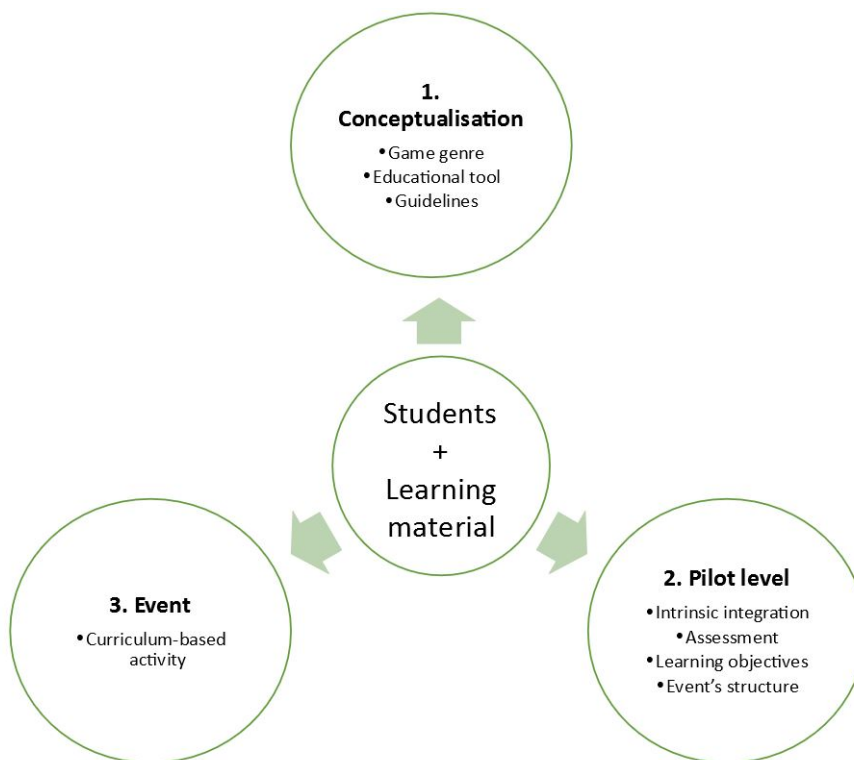 1.
Conceptualisation
•Game genre
•Educational tool
•Guidelines
Students
+
Learning
material
2. Pilot level
•Intrinsic integration
•Assessment
•Learning objectives
•Event’s structure
3. Event
•Curriculum-based
activity